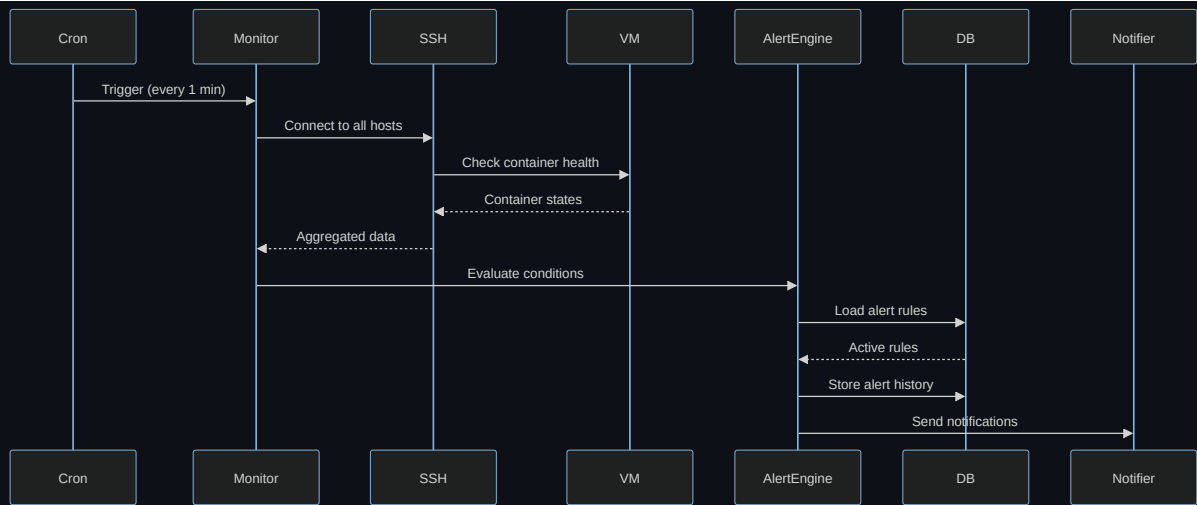 Cron Monitor SSH VM AlertEngine DB Notifier
Trigger (every 1 min)
Connect to all hosts
Check container health
Container states
Aggregated data
Evaluate conditions
Load alert rules
Active rules
Store alert history
Send notifications
Cron Monitor SSH VM AlertEngine DB Notifier